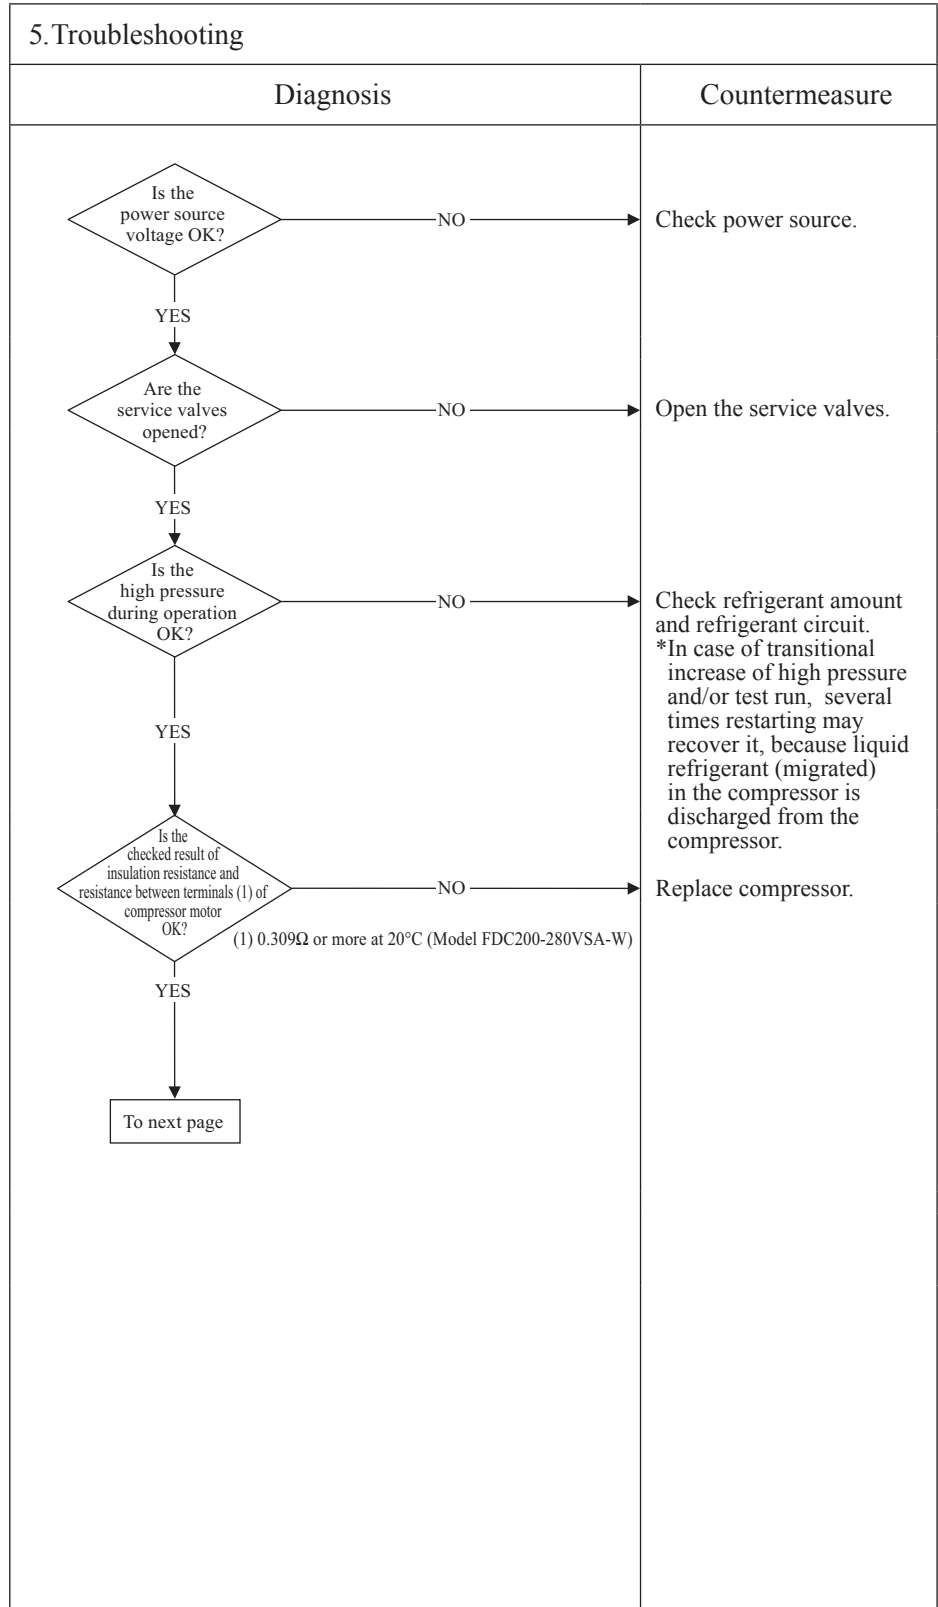 5.Troubleshooting
Diagnosis
Countermeasure
Is the
power source
voltage OK?
NO
Check power source.
YES
Are the
service valves
opened?
NO
Open the service valves.
YES
Is the
high pressure
during operation
OK?
NO
Check refrigerant amount
and refrigerant circuit.
*In case of transitional
increase of high pressure
and/or test run, several
times restarting may
recover it, because liquid
refrigerant (migrated)
in the compressor is
discharged from the
compressor.
YES
Is the
checked result of
insulation resistance and
resistance between terminals (1) of
compressor motor
OK?
NO
Replace compressor.
(1) 0.309Ω or more at 20°C (Model FDC200-280VSA-W)
YES
To next page